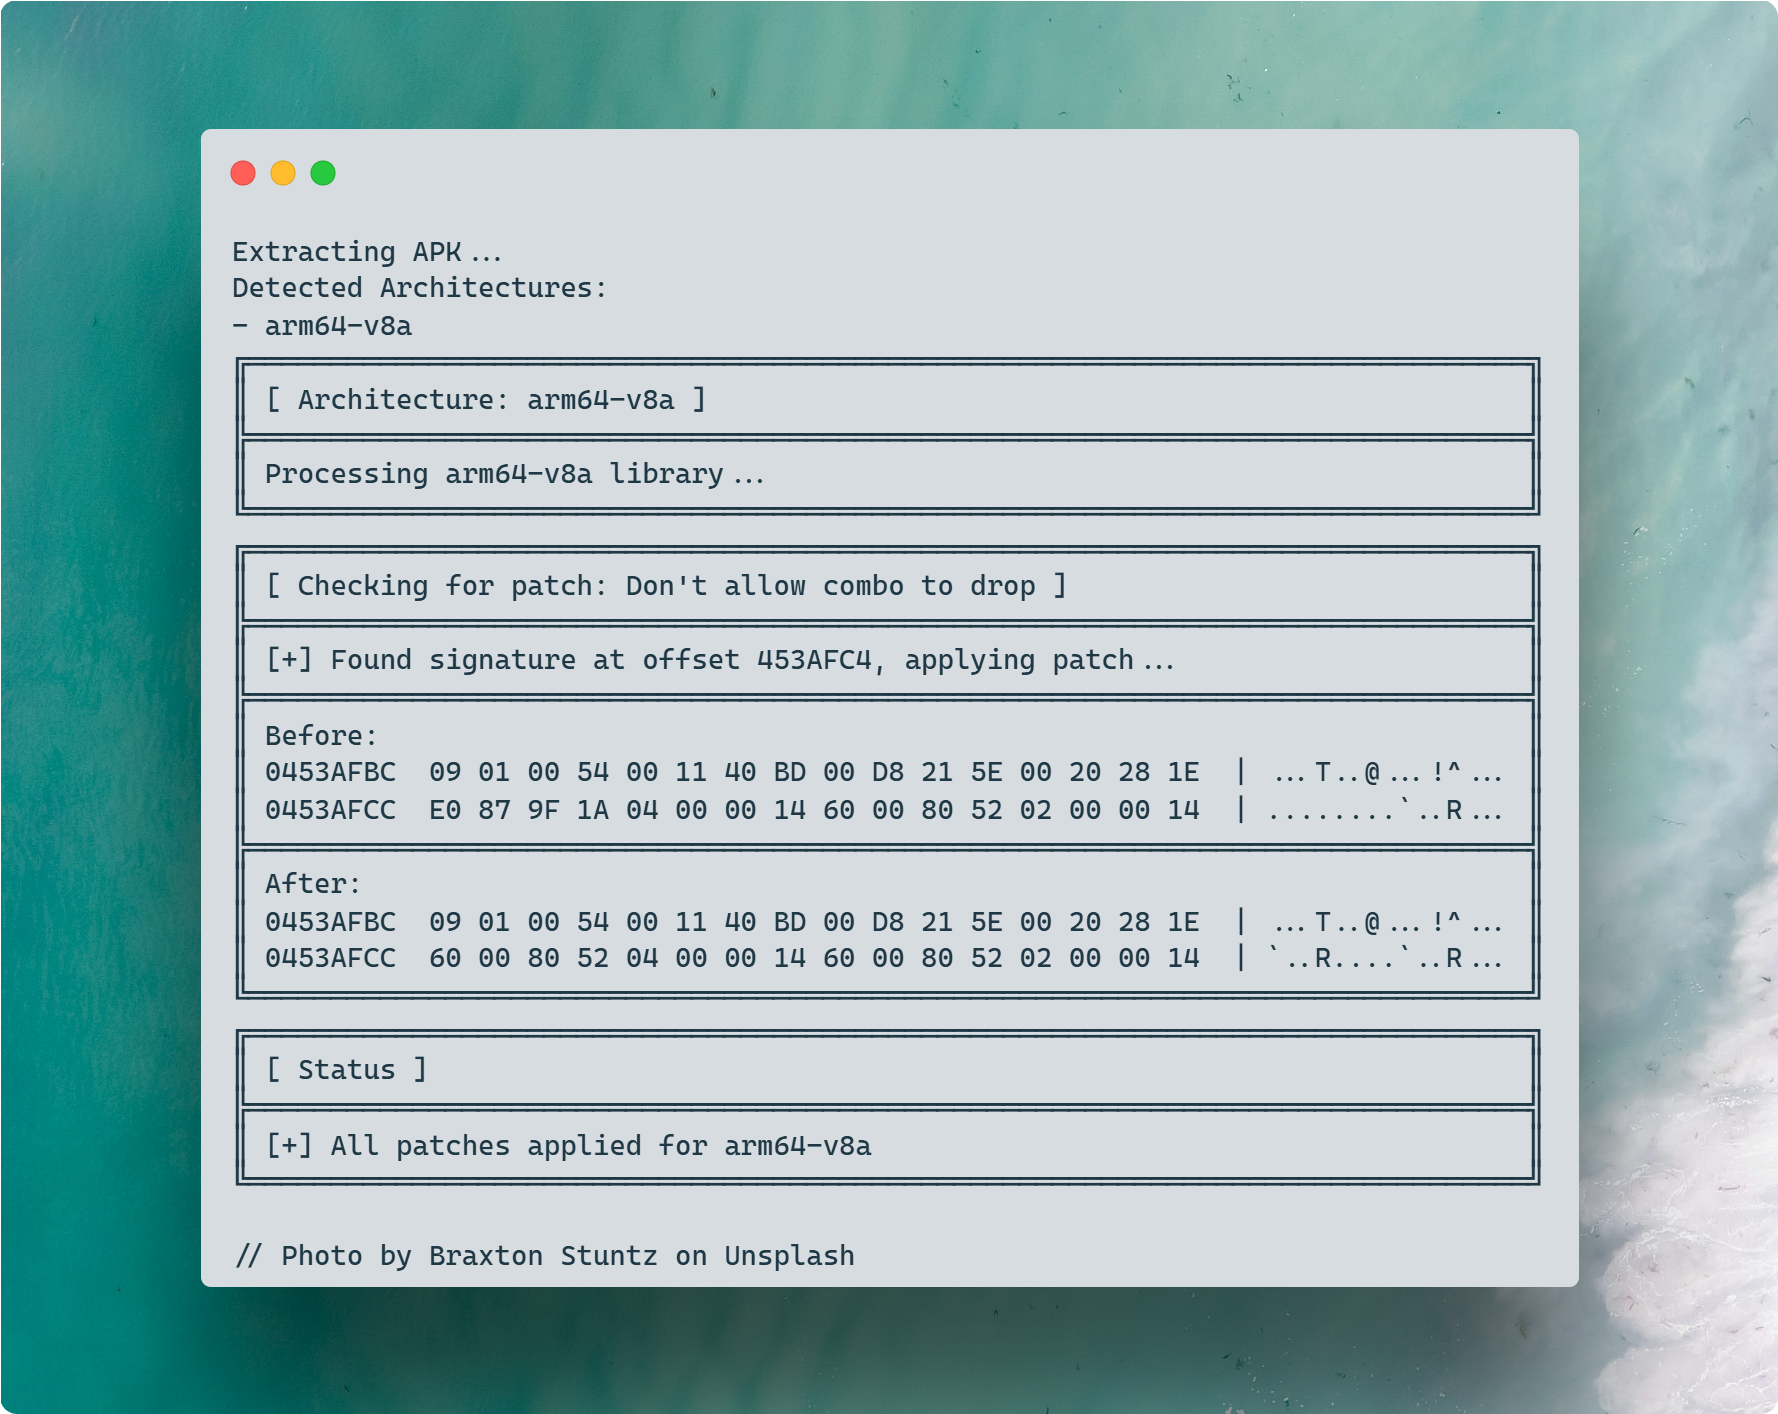 Extracting APK...
Detected Architectures:
- arm64-v8a
[ Architecture: arm64-v8a ]
Processing arm64-v8a library...
[ Checking for patch: Don't allow combo to drop ]
[+] Found signature at offset 453AFC4, applying patch...
Before:
0453AFBC  09 01 00 54 00 11 40 BD 00 D8 21 5E 00 20 28 1E  | ...T..@...!^...
0453AFCC  E0 87 9F 1A 04 00 00 14 60 00 80 52 02 00 00 14  | ........`..R...
After:
0453AFBC  09 01 00 54 00 11 40 BD 00 D8 21 5E 00 20 28 1E  | ...T..@...!^...
0453AFCC  60 00 80 52 04 00 00 14 60 00 80 52 02 00 00 14  | `..R....`..R...
[ Status ]
[+] All patches applied for arm64-v8a
// Photo by Braxton Stuntz on Unsplash